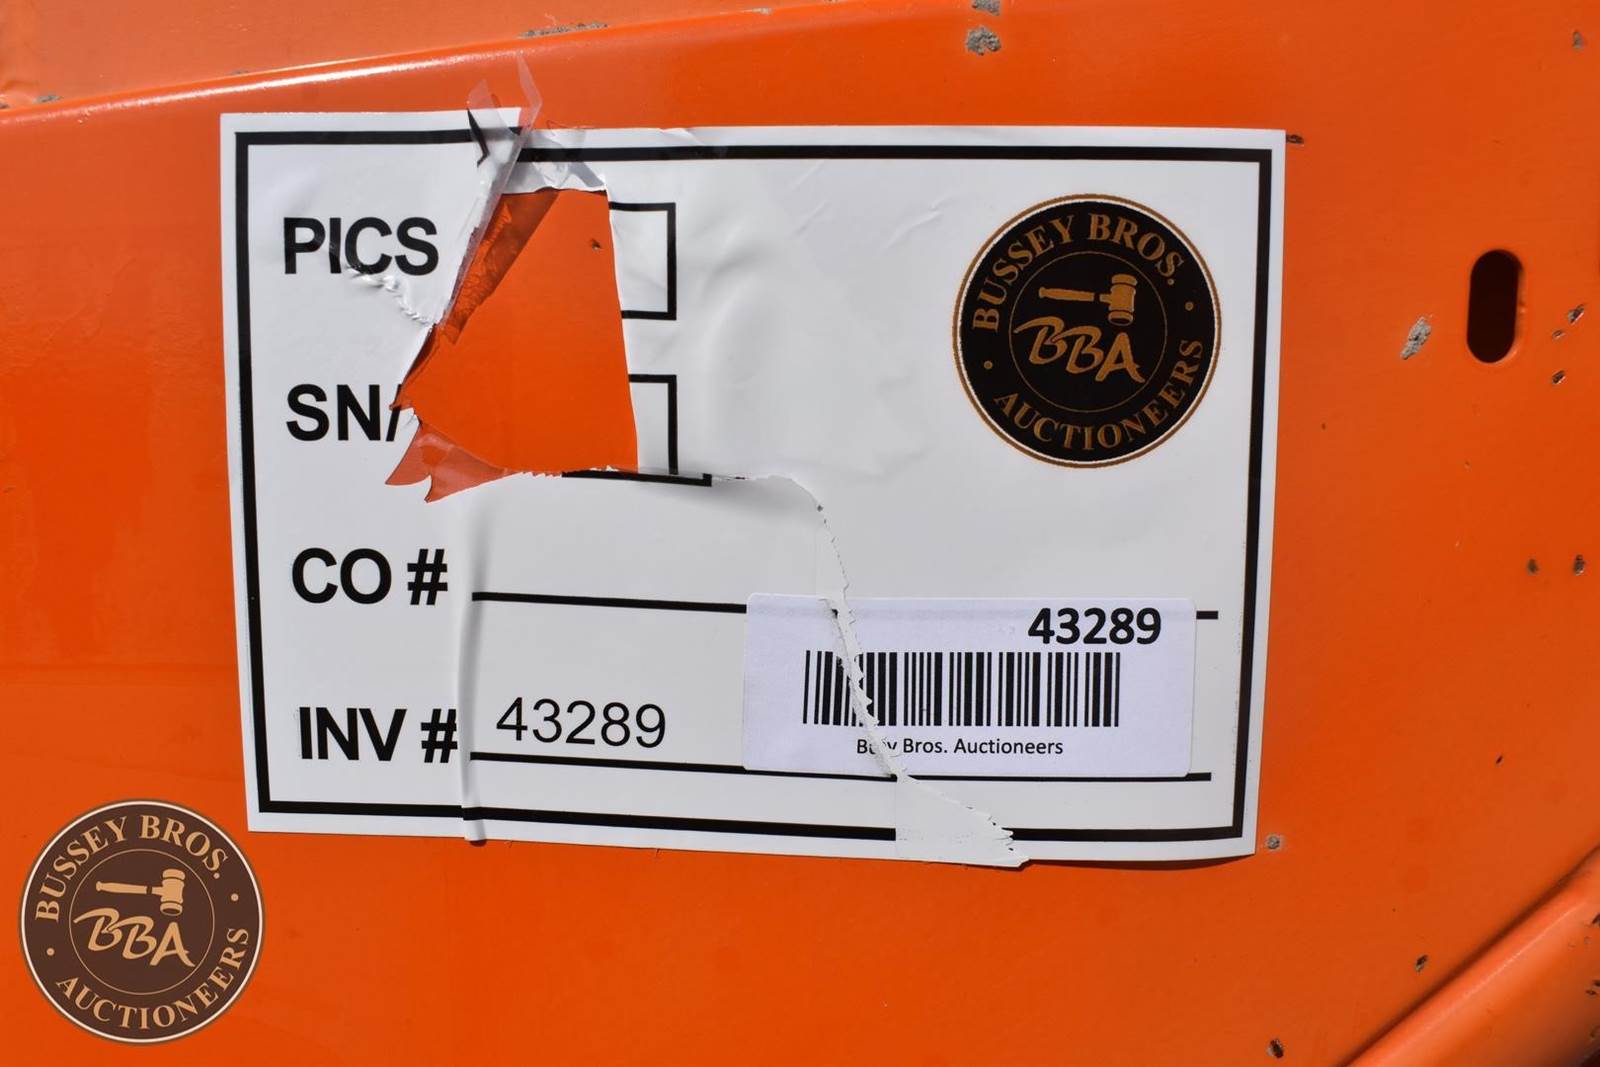 PICS
BUSSEY BROS.
BBA
AUCTIONEERS
SN/
CO #
43289
INV # 43289
Bros. Auctioneers
BUSSEY BROS.
BBA
AUCTIONEERS